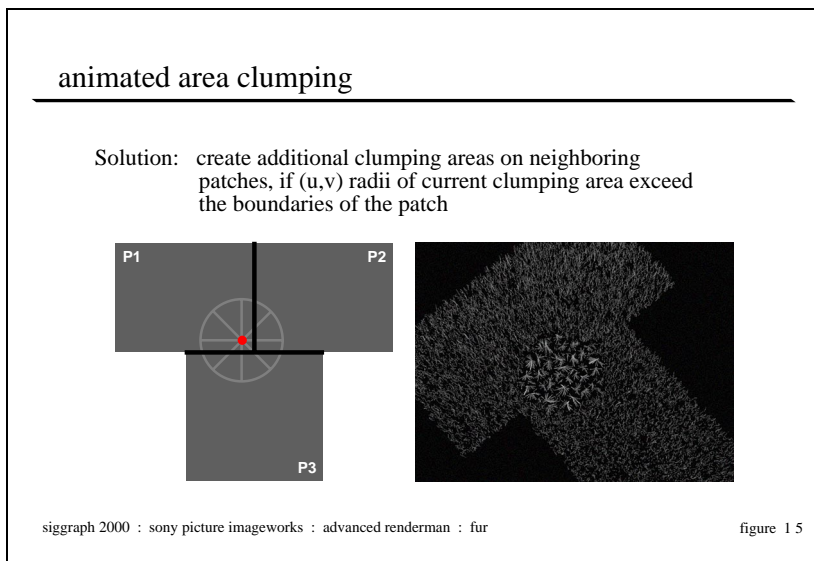 animated area clumping
Solution: create additional clumping areas on neighboring
patches, if (u,v) radii of current clumping area exceed
the boundaries of the patch
P1
P2
P3
siggraph 2000 : sony picture imageworks : advanced renderman : fur
figure 1 5